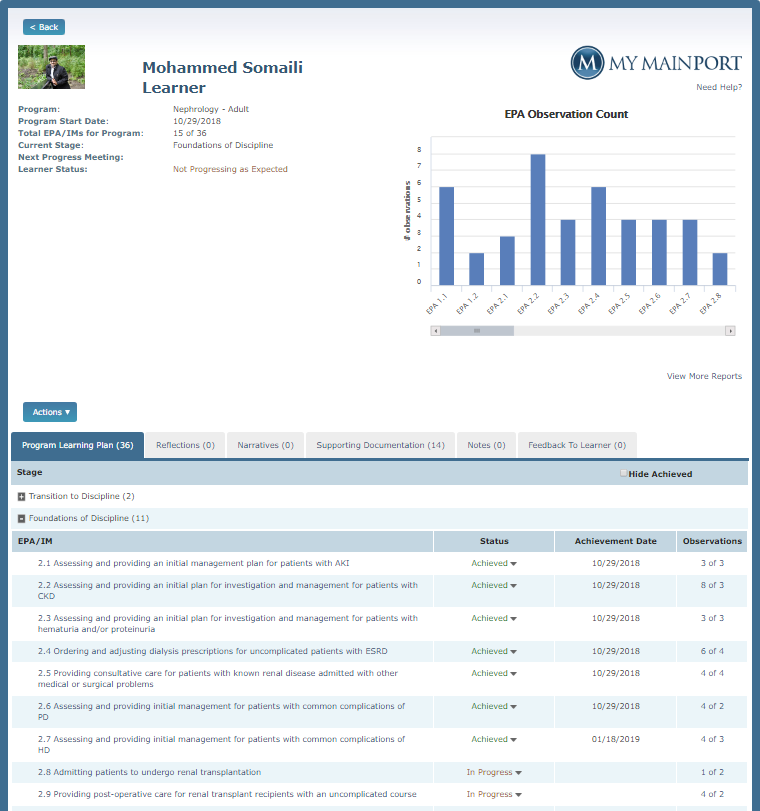 < Back
Mohammed Somaili
Learner
M MY MAINPORT
Need Help?
Program: Nephrology - Adult
Program Start Date: 10/29/2018
Total EPA/IMs for Program: 15 of 36
Current Stage: Foundations of Discipline
Next Progress Meeting:
Learner Status: Not Progressing as Expected
EPA Observation Count
# observations
8
7
6
5
4
3
2
1
0
EPA 1.1 EPA 1.2 EPA 2.1 EPA 2.2 EPA 2.3 EPA 2.4 EPA 2.5 EPA 2.6 EPA 2.7 EPA 2.8
View More Reports
Actions ▼
Program Learning Plan (36) Reflections (0) Narratives (0) Supporting Documentation (14) Notes (0) Feedback To Learner (0)
Stage Hide Achieved
Transition to Discipline (2)
Foundations of Discipline (11)
EPA/IM Status Achievement Date Observations
2.1 Assessing and providing an initial management plan for patients with AKI Achieved 10/29/2018 3 of 3
2.2 Assessing and providing an initial plan for investigation and management for patients with Achieved 10/29/2018 8 of 3
CKD
2.3 Assessing and providing an initial plan for investigation and management for patients with Achieved 10/29/2018 3 of 3
hematuria and/or proteinuria
2.4 Ordering and adjusting dialysis prescriptions for uncomplicated patients with ESRD Achieved 10/29/2018 6 of 4
2.5 Providing consultative care for patients with known renal disease admitted with other Achieved 10/29/2018 4 of 4
medical or surgical problems
2.6 Assessing and providing initial management for patients with common complications of Achieved 10/29/2018 4 of 2
PD
2.7 Assessing and providing initial management for patients with common complications of Achieved 01/18/2019 4 of 3
HD
2.8 Admitting patients to undergo renal transplantation In Progress 1 of 2
2.9 Providing post-operative care for renal transplant recipients with an uncomplicated course In Progress 4 of 2